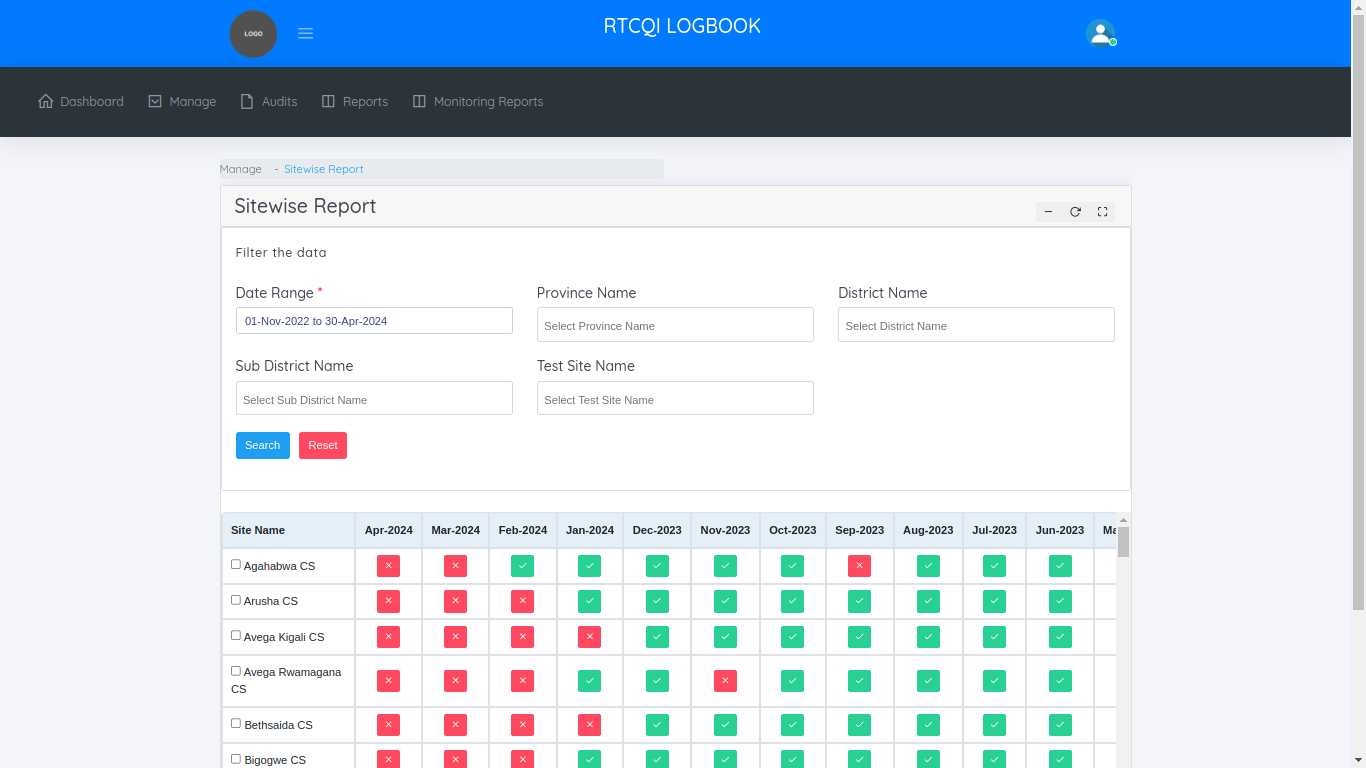 LOGO
RTCQI LOGBOOK
Dashboard Manage Audits Reports Monitoring Reports
Manage - Sitewise Report
Sitewise Report
Filter the data
Date Range * Province Name District Name
01-Nov-2022 to 30-Apr-2024 Select Province Name Select District Name
Sub District Name Test Site Name
Select Sub District Name Select Test Site Name
Search Reset
Site Name Apr-2024 Mar-2024 Feb-2024 Jan-2024 Dec-2023 Nov-2023 Oct-2023 Sep-2023 Aug-2023 Jul-2023 Jun-2023 Ma
Agahabwa CS
Arusha CS
Avega Kigali CS
Avega Rwamagana
CS
Bethsaida CS
Bigogwe CS